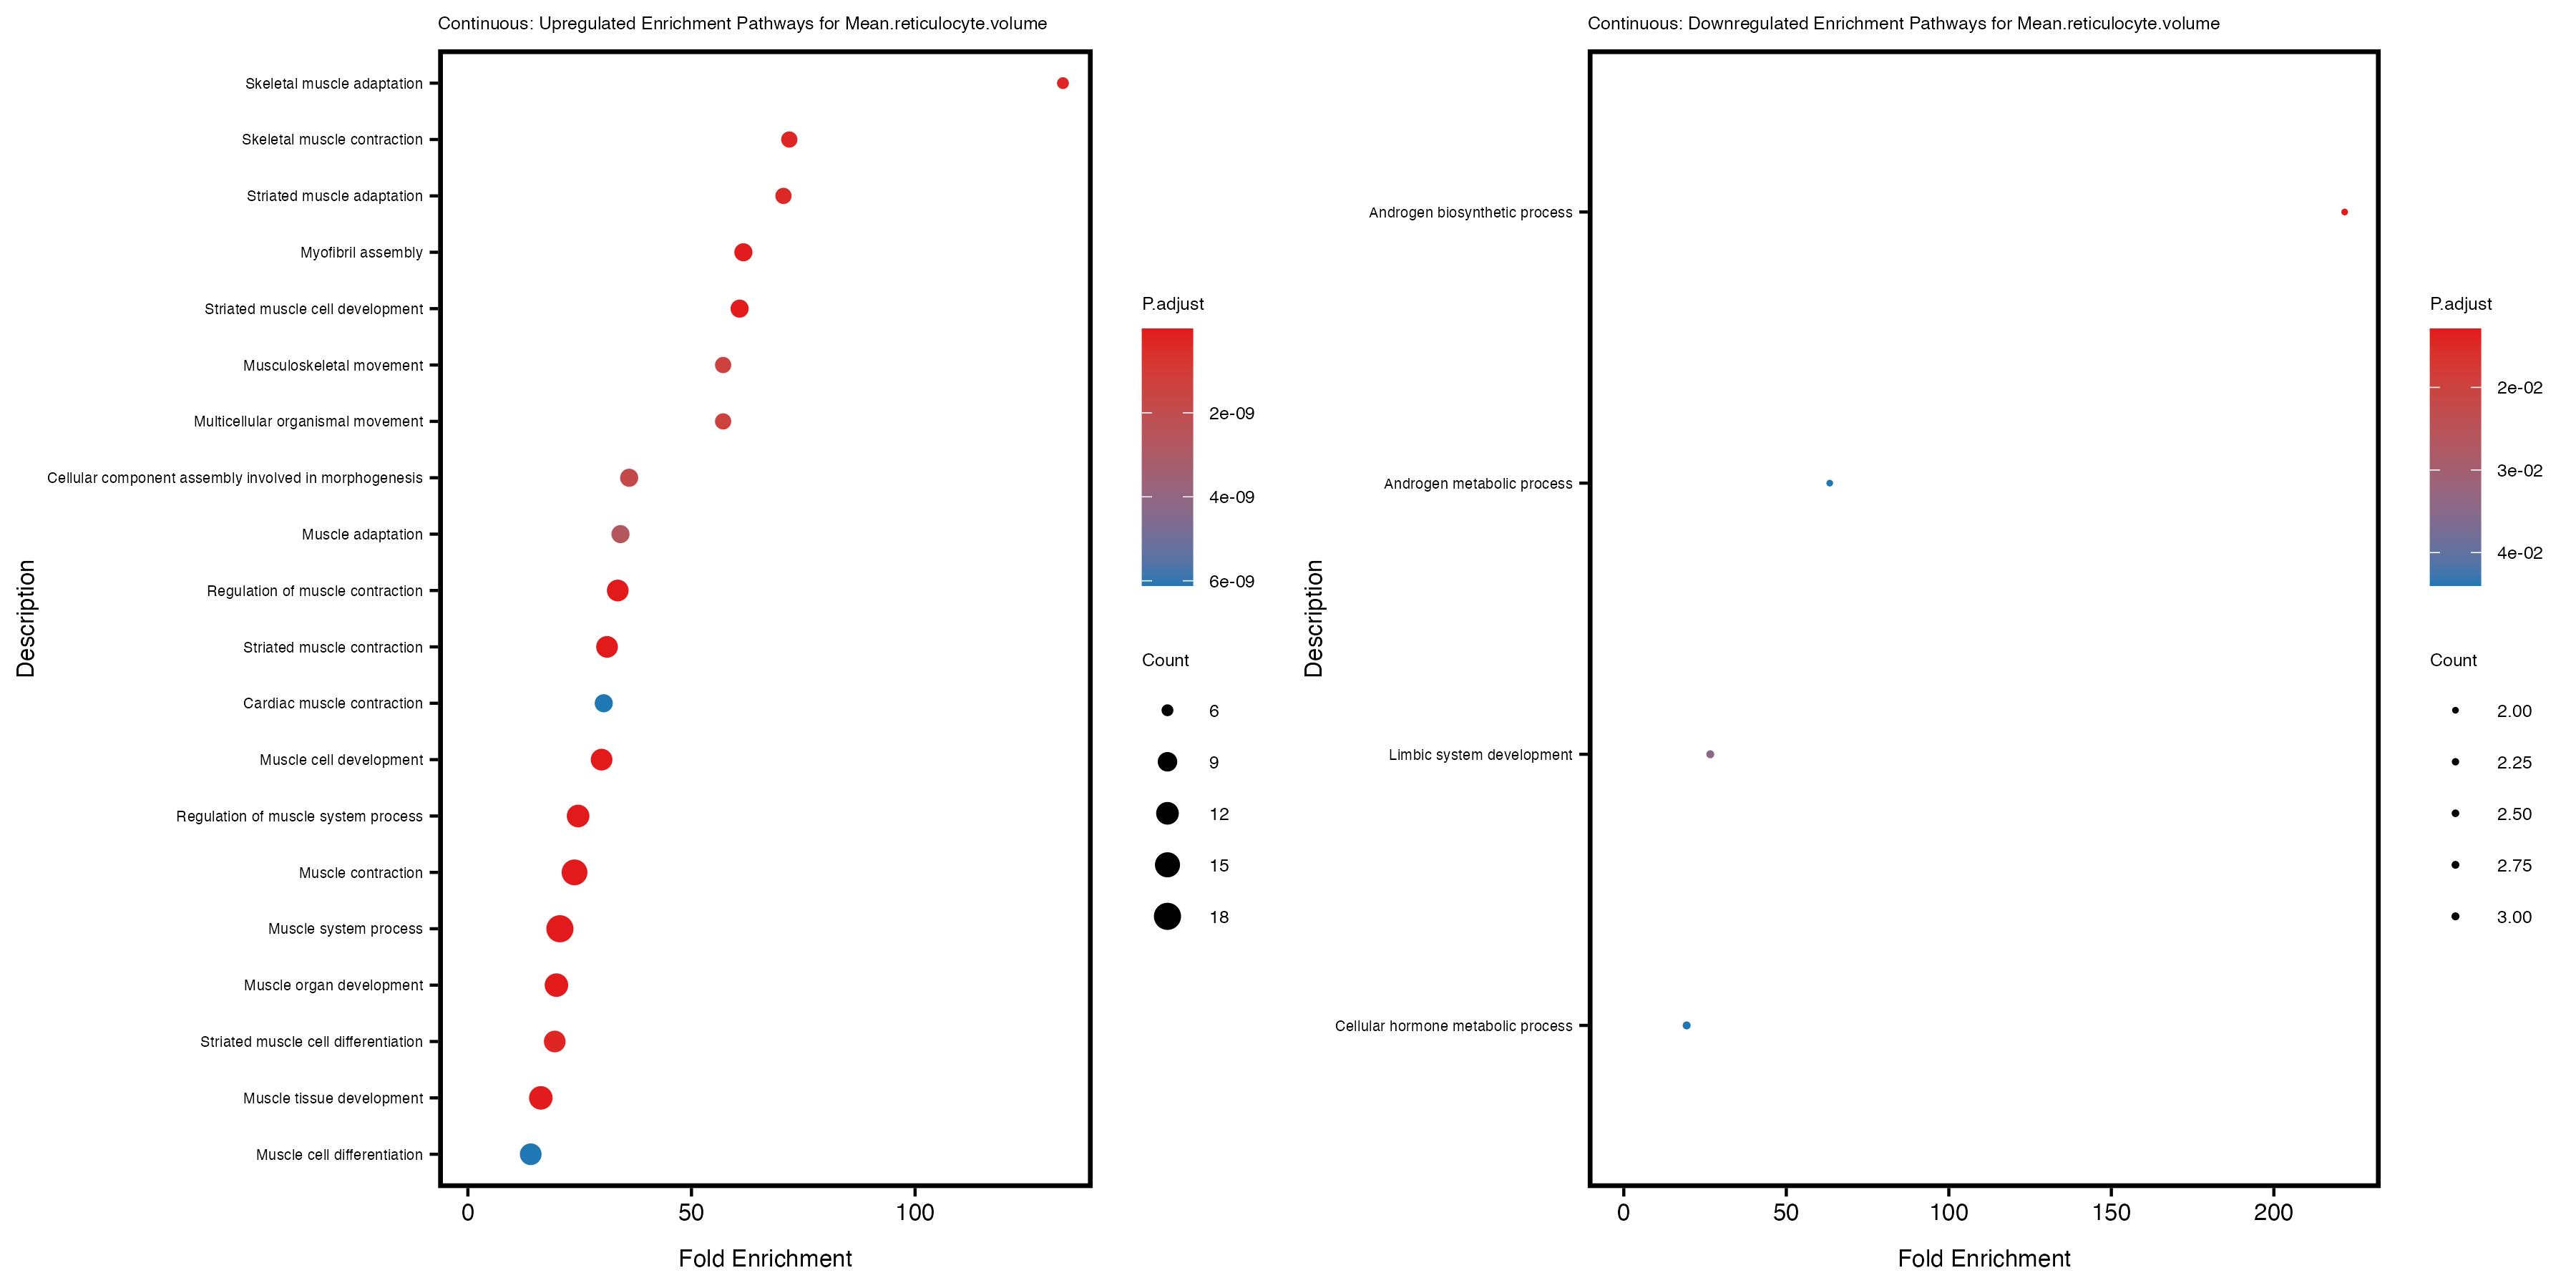 Continuous: Upregulated Enrichment Pathways for Mean.reticulocyte.volume
Description
Skeletal muscle adaptation
Skeletal muscle contraction
Striated muscle adaptation
Myofibril assembly
Striated muscle cell development
Musculoskeletal movement
Multicellular organismal movement
Cellular component assembly involved in morphogenesis
Muscle adaptation
Regulation of muscle contraction
Striated muscle contraction
Cardiac muscle contraction
Muscle cell development
Regulation of muscle system process
Muscle contraction
Muscle system process
Muscle organ development
Striated muscle cell differentiation
Muscle tissue development
Muscle cell differentiation
0 50 100
Fold Enrichment
P.adjust
2e-09
4e-09
6e-09
Count
6
9
12
15
18
Continuous: Downregulated Enrichment Pathways for Mean.reticulocyte.volume
Description
Androgen biosynthetic process
Androgen metabolic process
Limbic system development
Cellular hormone metabolic process
0 50 100 150 200
Fold Enrichment
P.adjust
2e-02
3e-02
4e-02
Count
2.00
2.25
2.50
2.75
3.00